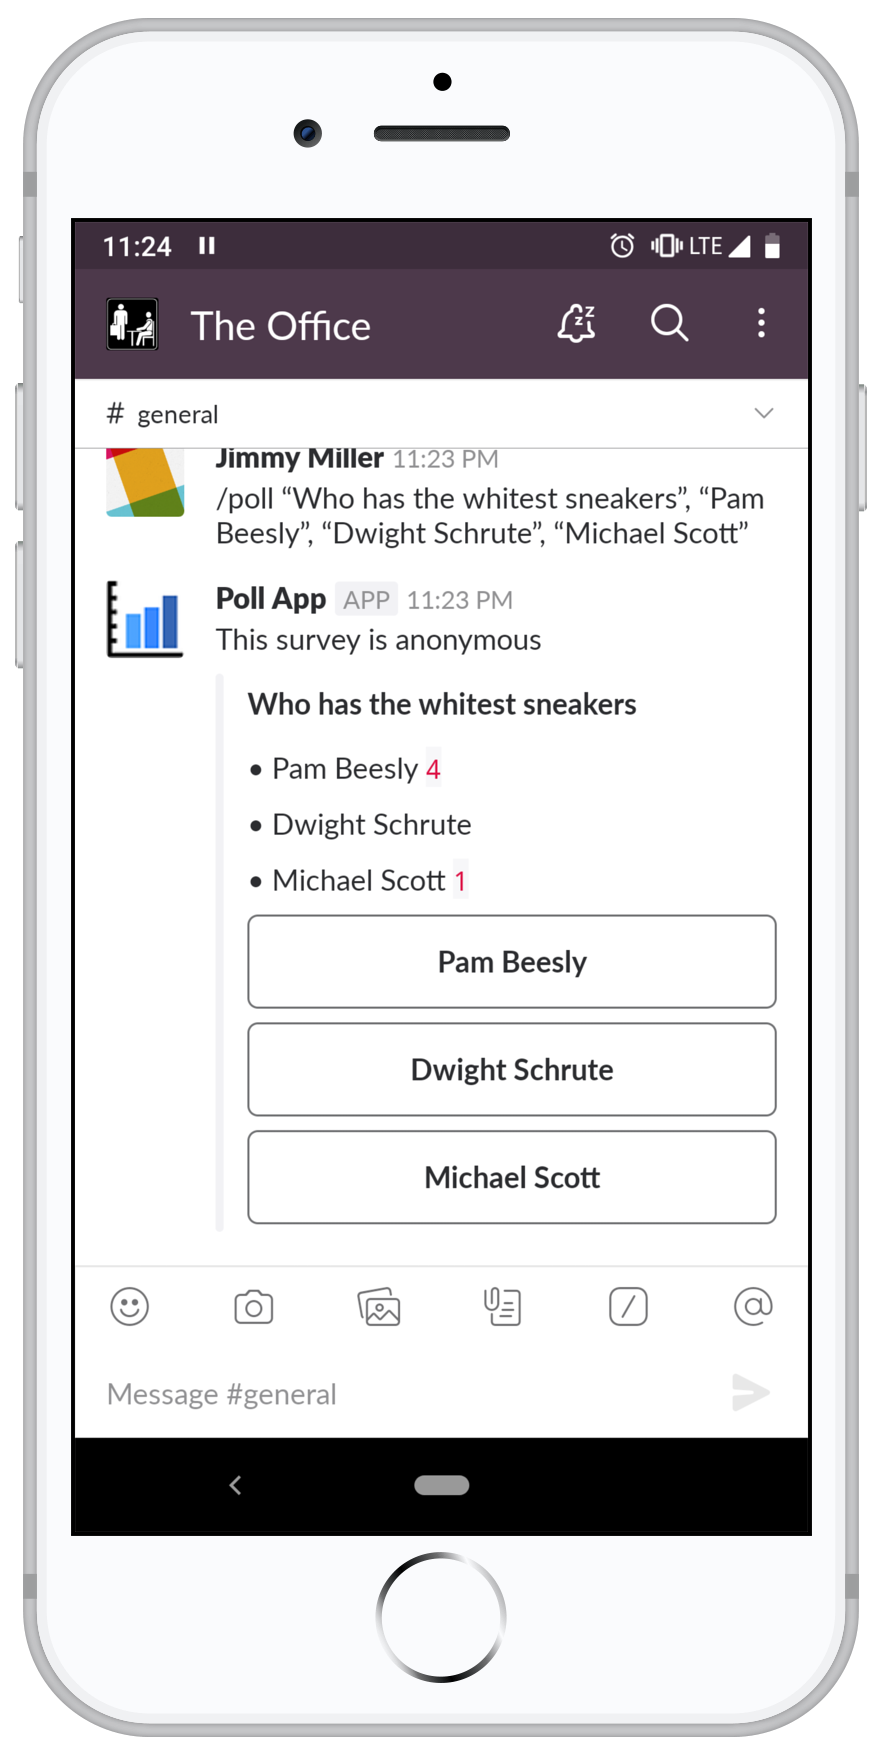 11:24 LTE
The Office
# general
Jimmy Miller 11:23 PM
/poll “Who has the whitest sneakers”, “Pam
Beesly”, “Dwight Schrute”, “Michael Scott”
Poll App APP 11:23 PM
This survey is anonymous
Who has the whitest sneakers
• Pam Beesly 4
• Dwight Schrute
• Michael Scott 1
Pam Beesly
Dwight Schrute
Michael Scott
Message #general